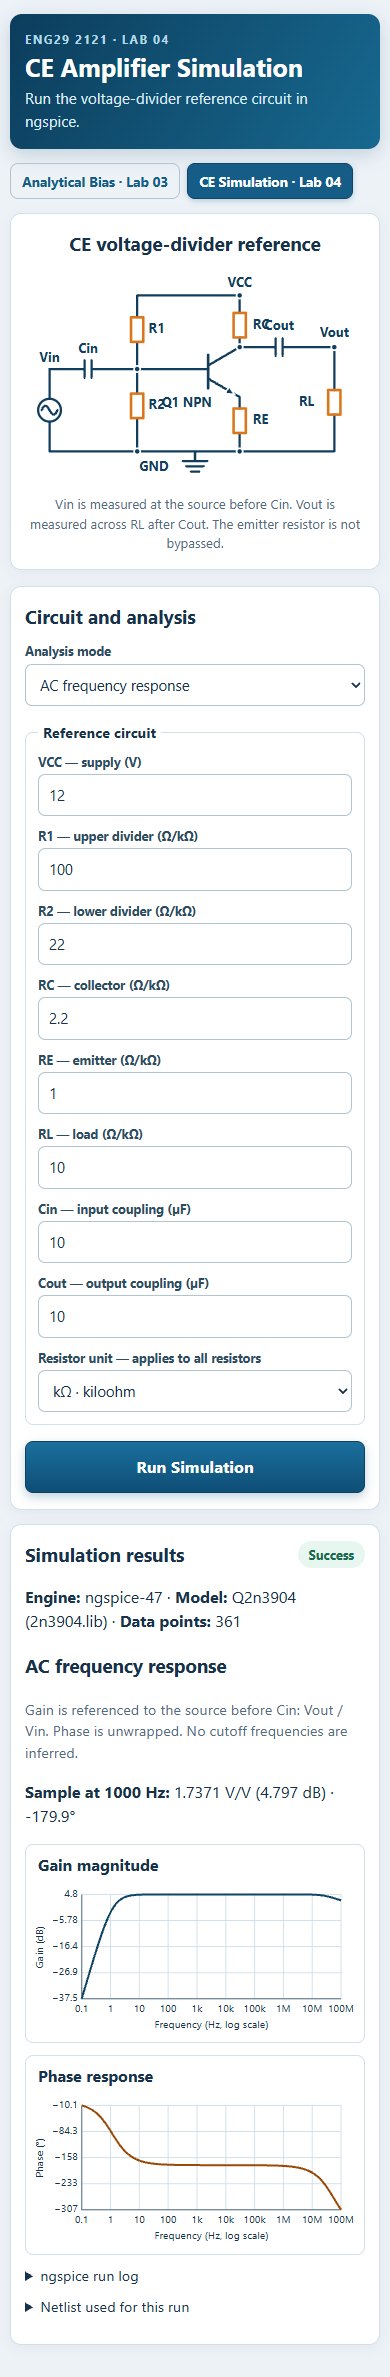 ENG29 2121 · LAB 04
CE Amplifier Simulation
Run the voltage-divider reference circuit in
ngspice.
Analytical Bias · Lab 03
CE Simulation · Lab 04
CE voltage-divider reference
VCC
R1
RC
Cout
Vout
Vin
Cin
R2
Q1 NPN
RL
RE
GND
Vin is measured at the source before Cin. Vout is
measured across RL after Cout. The emitter resistor is not
bypassed.
Circuit and analysis
Analysis mode
AC frequency response
Reference circuit
VCC — supply (V)
12
R1 — upper divider (Ω/kΩ)
100
R2 — lower divider (Ω/kΩ)
22
RC — collector (Ω/kΩ)
2.2
RE — emitter (Ω/kΩ)
1
RL — load (Ω/kΩ)
10
Cin — input coupling (µF)
10
Cout — output coupling (µF)
10
Resistor unit — applies to all resistors
kΩ · kiloohm
Run Simulation
Simulation results
Success
Engine: ngspice-47 · Model: Q2n3904
(2n3904.lib) · Data points: 361
AC frequency response
Gain is referenced to the source before Cin: Vout /
Vin. Phase is unwrapped. No cutoff frequencies are
inferred.
Sample at 1000 Hz: 1.7371 V/V (4.797 dB) ·
-179.9°
Gain magnitude
4.8
−5.78
−16.4
−26.9
−37.5
Gain (dB)
0.1 1 10 100 1k 10k 100k 1M 10M 100M
Frequency (Hz, log scale)
Phase response
−10.1
−84.3
−158
−233
−307
Phase (°)
0.1 1 10 100 1k 10k 100k 1M 10M 100M
Frequency (Hz, log scale)
ngspice run log
Netlist used for this run